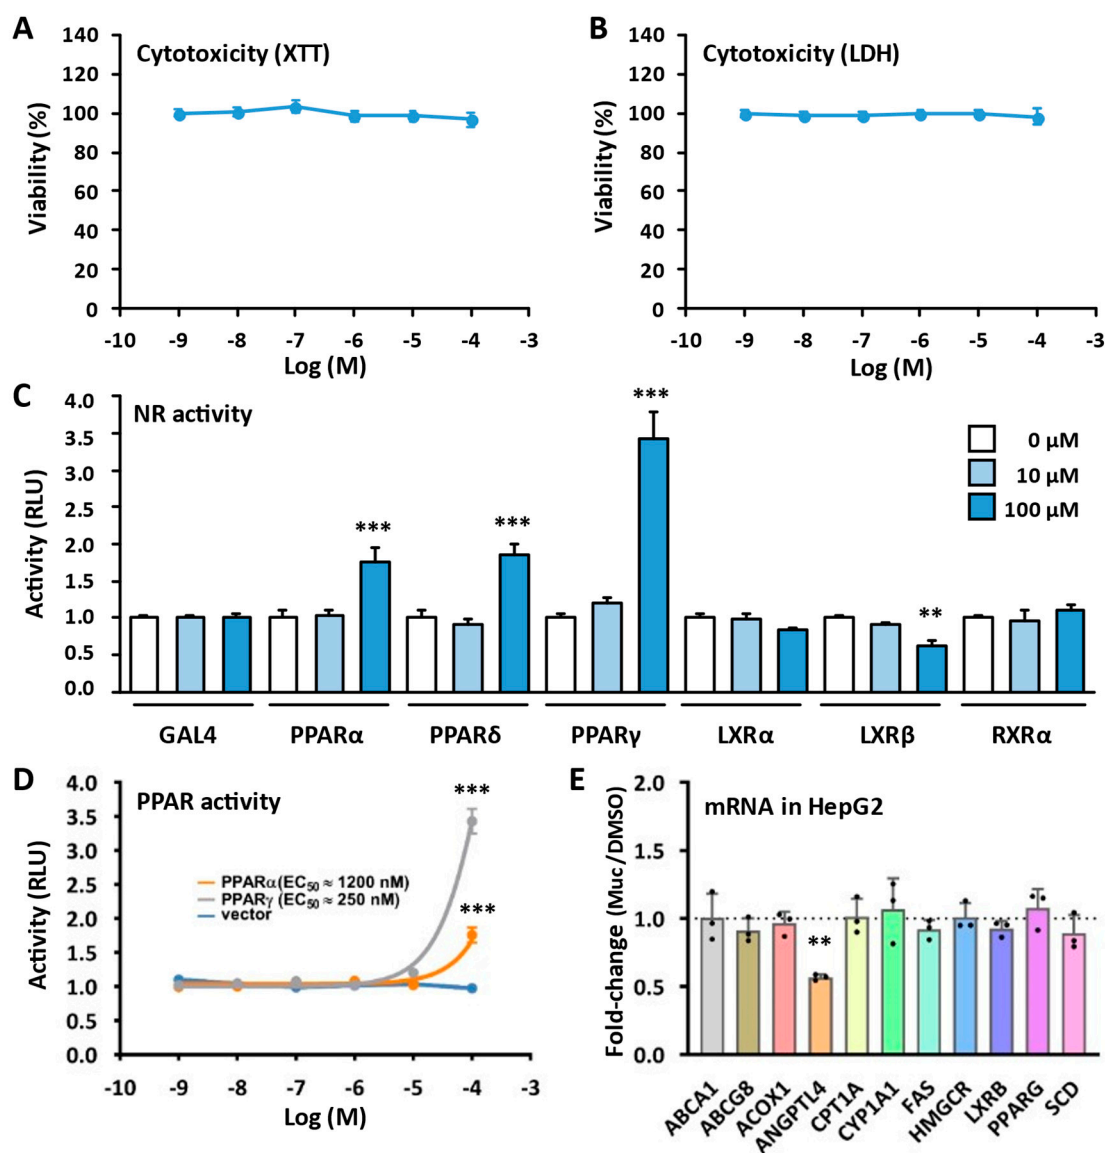 A
Cytotoxicity (XTT)
Viability (%)
140
120
100
80
60
40
20
0
-10 -9 -8 -7 -6 -5 -4 -3
Log (M)
B
Cytotoxicity (LDH)
Viability (%)
140
120
100
80
60
40
20
0
-10 -9 -8 -7 -6 -5 -4 -3
Log (M)
C
NR activity
Activity (RLU)
4.0
3.5
3.0
2.5
2.0
1.5
1.0
0.5
0.0
***
***
***
**
0 µM
10 µM
100 µM
GAL4 PPARα PPARδ PPARγ LXRα LXRβ RXRα
D
PPAR activity
Activity (RLU)
4.0
3.5
3.0
2.5
2.0
1.5
1.0
0.5
0.0
***
***
PPARα(EC50 ≈ 1200 nM)
PPARγ (EC50 ≈ 250 nM)
vector
-10 -9 -8 -7 -6 -5 -4 -3
Log (M)
E
mRNA in HepG2
Fold-change (Muc/DMSO)
2.0
1.5
1.0
0.5
0.0
**
ABCA1
ABCG8
ACOX1
ANGPTL4
CPT1A
CYP1A1
FAS
HMGCR
LXRB
PPARG
SCD